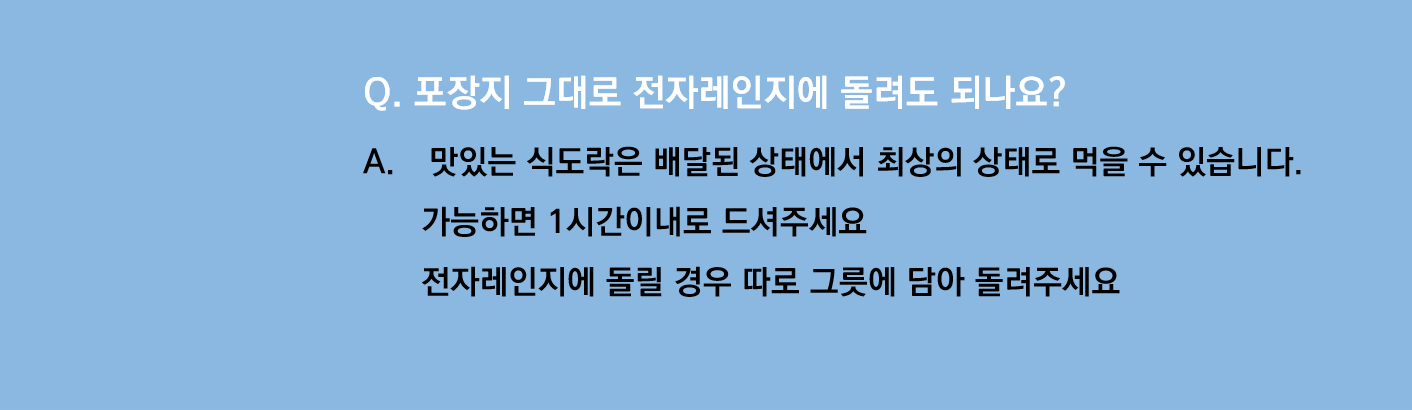 Q. 포장지 그대로 전자레인지에 돌려도 되나요?
A. 맛있는 식도락은 배달된 상태에서 최상의 상태로 먹을 수 있습니다.
가능하면 1시간이내로 드셔주세요
전자레인지에 돌릴 경우 따로 그릇에 담아 돌려주세요